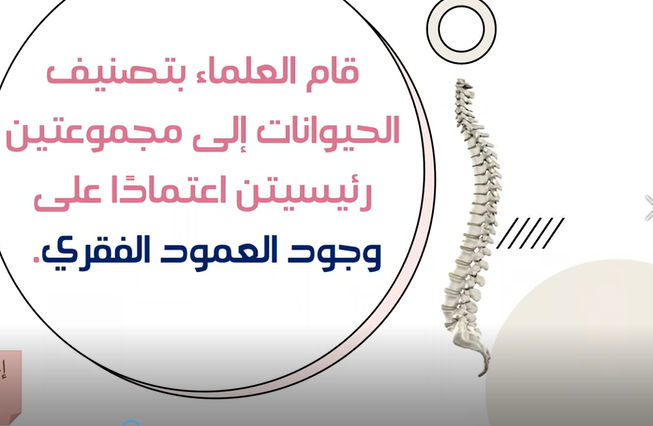 قام العلماء بتصنيف
الحيوانات إلى مجموعتين
رئيسيتن اعتمادًا على
وجود العمود الفقري.